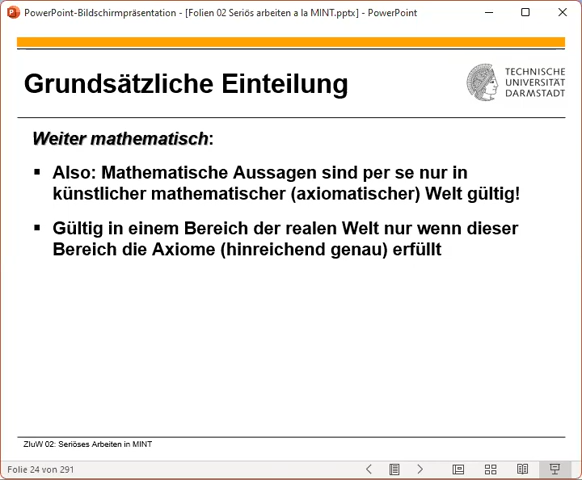 PowerPoint-Bildschirmpräsentation - [Folien 02 Seriös arbeiten a la MINT.pptx] - PowerPoint
Grundsätzliche Einteilung
TECHNISCHE
UNIVERSITÄT
DARMSTADT
Weiter mathematisch:
▪ Also: Mathematische Aussagen sind per se nur in
künstlicher mathematischer (axiomatischer) Welt gültig!
▪ Gültig in einem Bereich der realen Welt nur wenn dieser
Bereich die Axiome (hinreichend genau) erfüllt
ZIuW 02: Seriöses Arbeiten in MINT
Folie 24 von 291